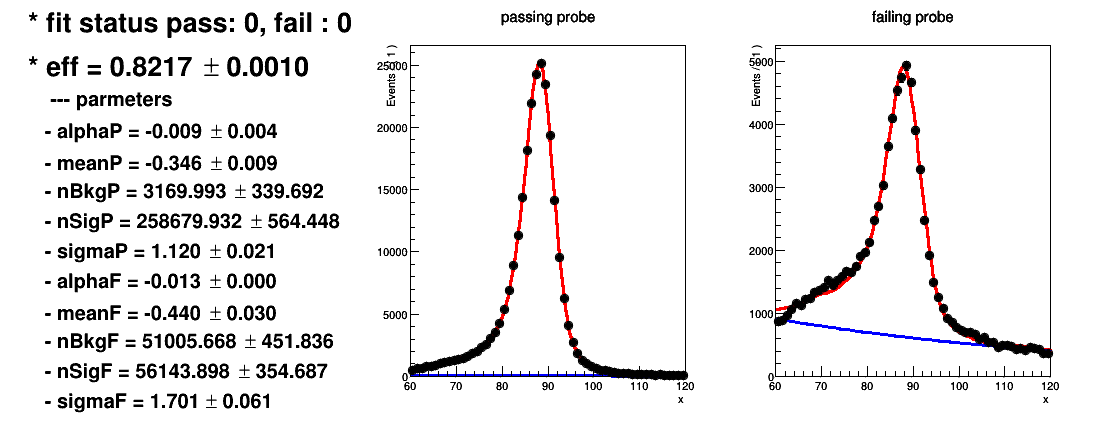 * fit status pass: 0, fail : 0
* eff = 0.8217 ± 0.0010
--- parmeters
- alphaP = -0.009 ± 0.004
- meanP = -0.346 ± 0.009
- nBkgP = 3169.993 ± 339.692
- nSigP = 258679.932 ± 564.448
- sigmaP = 1.120 ± 0.021
- alphaF = -0.013 ± 0.000
- meanF = -0.440 ± 0.030
- nBkgF = 51005.668 ± 451.836
- nSigF = 56143.898 ± 354.687
- sigmaF = 1.701 ± 0.061
passing probe
Events / ( 1 )
25000
20000
15000
10000
5000
0
60 70 80 90 100 110 120
x
failing probe
Events / ( 1 )
5000
4000
3000
2000
1000
0
60 70 80 90 100 110 120
x